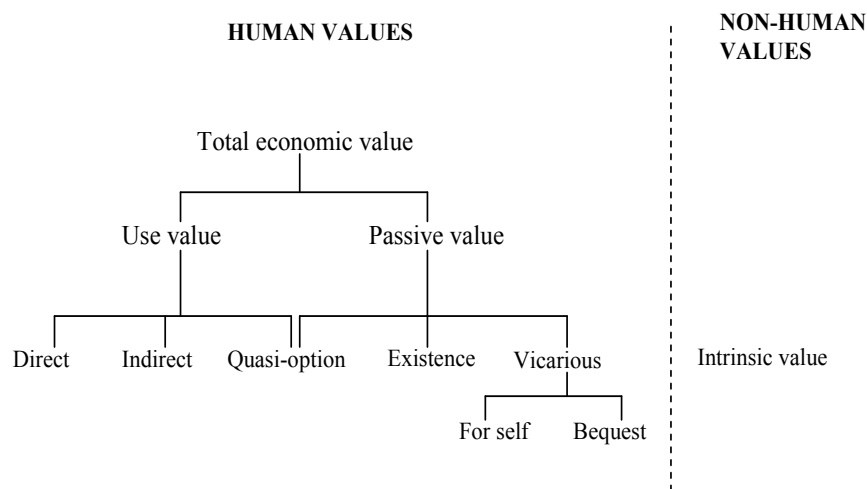 HUMAN VALUES
NON-HUMAN
VALUES
Total economic value
Use value
Passive value
Direct
Indirect
Quasi-option
Existence
Vicarious
Intrinsic value
For self
Bequest